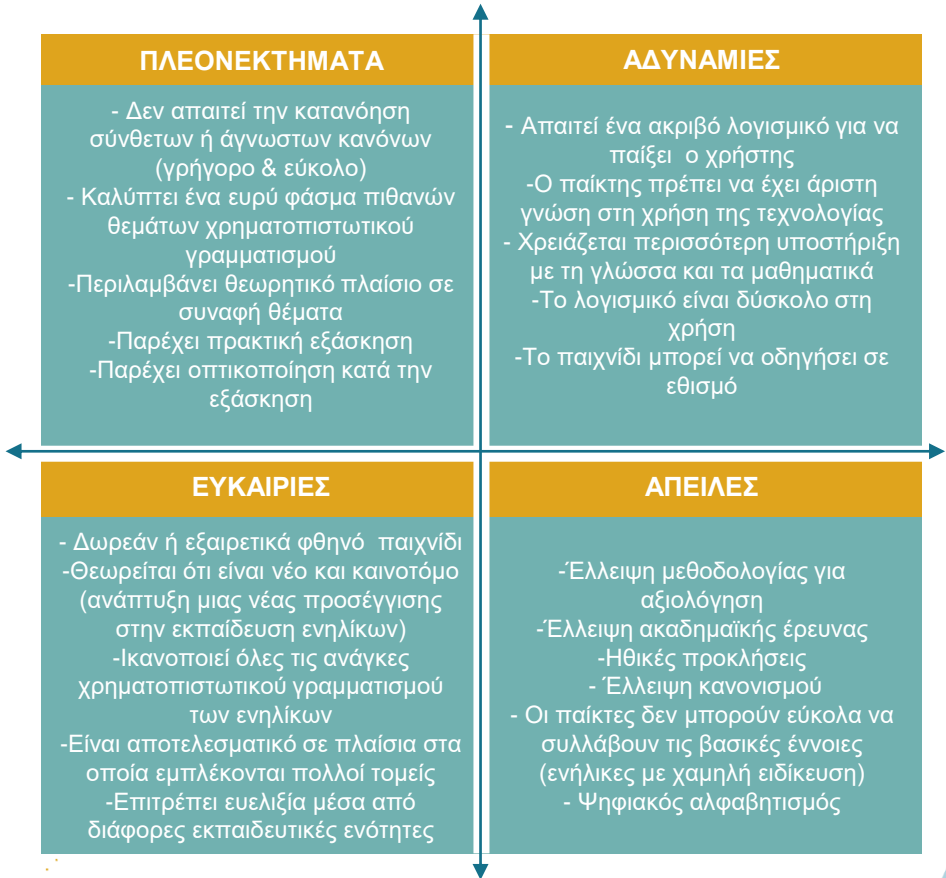 ΠΛΕΟΝΕΚΤΗΜΑΤΑ
- Δεν απαιτεί την κατανόηση
σύνθετων ή άγνωστων κανόνων
(γρήγορο & εύκολο)
- Καλύπτει ένα ευρύ φάσμα πιθανών
θεμάτων χρηματοπιστωτικού
γραμματισμού
-Περιλαμβάνει θεωρητικό πλαίσιο σε
συναφή θέματα
-Παρέχει πρακτική εξάσκηση
-Παρέχει οπτικοποίηση κατά την
εξάσκηση
ΑΔΥΝΑΜΙΕΣ
- Απαιτεί ένα ακριβό λογισμικό για να
παίξει ο χρήστης
-Ο παίκτης πρέπει να έχει άριστη
γνώση στη χρήση της τεχνολογίας
- Χρειάζεται περισσότερη υποστήριξη
με τη γλώσσα και τα μαθηματικά
-Το λογισμικό είναι δύσκολο στη
χρήση
-Το παιχνίδι μπορεί να οδηγήσει σε
εθισμό
ΕΥΚΑΙΡΙΕΣ
- Δωρεάν ή εξαιρετικά φθηνό παιχνίδι
-Θεωρείται ότι είναι νέο και καινοτόμο
(ανάπτυξη μιας νέας προσέγγισης
στην εκπαίδευση ενηλίκων)
-Ικανοποιεί όλες τις ανάγκες
χρηματοπιστωτικού γραμματισμού
των ενηλίκων
-Είναι αποτελεσματικό σε πλαίσια στα
οποία εμπλέκονται πολλοί τομείς
-Επιτρέπει ευελιξία μέσα από
διάφορες εκπαιδευτικές ενότητες
ΑΠΕΙΛΕΣ
-Έλλειψη μεθοδολογίας για
αξιολόγηση
-Έλλειψη ακαδημαϊκής έρευνας
-Ηθικές προκλήσεις
- Έλλειψη κανονισμού
- Οι παίκτες δεν μπορούν εύκολα να
συλλάβουν τις βασικές έννοιες
(ενήλικες με χαμηλή ειδίκευση)
- Ψηφιακός αλφαβητισμός